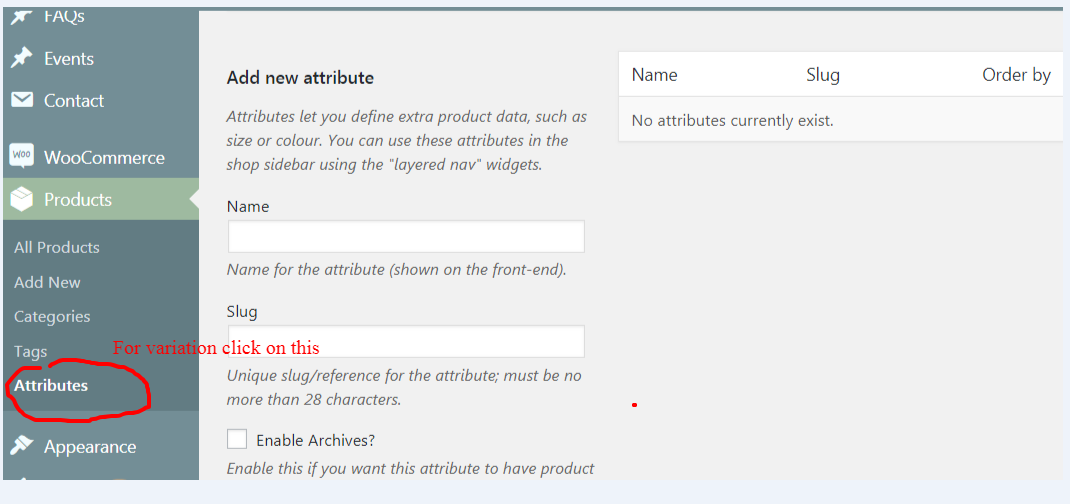 FAQs
Events
Contact
WOO WooCommerce
Products
All Products
Add New
Categories
Tags
For variation click on this
Attributes
Appearance
Add new attribute
Attributes let you define extra product data, such as
size or colour. You can use these attributes in the
shop sidebar using the "layered nav" widgets.
Name
Name for the attribute (shown on the front-end).
Slug
Unique slug/reference for the attribute; must be no
more than 28 characters.
Enable Archives?
Enable this if you want this attribute to have product
Name Slug Order by
No attributes currently exist.